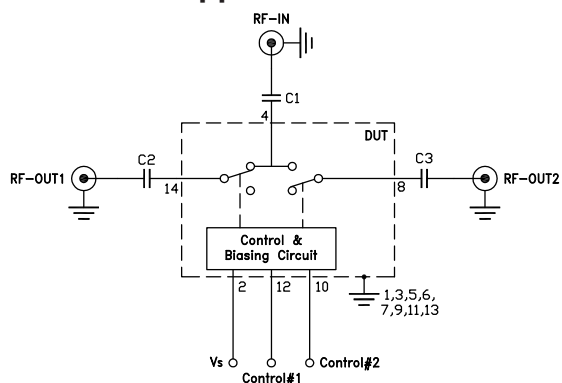 RF-IN
C1
4
DUT
C2
C3
RF-OUT1
14
8
RF-OUT2
Control &
Biasing Circuit
2
12
10
1,3,5,6,
7,9,11,13
Vs
Control#2
Control#1